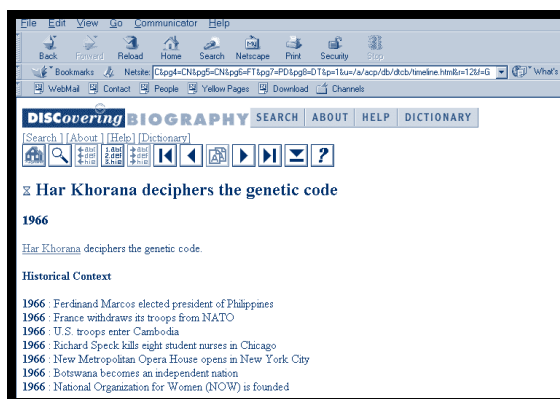 File Edit View Go Communicator Help
Back Forward Reload Home Search Netscape Print Security Stop
Bookmarks Netsite: C&pg4=CN&pg5=CN&pg6=FT&pg7=PD&pg8=DT&p=1&u=/a/acp/db/dtcb/timeline.html&r=12&f=G What's
WebMail Contact People Yellow Pages Download Channels
DISCovering BIOGRAPHY SEARCH ABOUT HELP DICTIONARY
[Search ] [About ] [Help] [Dictionary]
Har Khorana deciphers the genetic code
1966
Har Khorana deciphers the genetic code.
Historical Context
1966 : Ferdinand Marcos elected president of Philippines
1966 : France withdraws its troops from NATO
1966 : U.S. troops enter Cambodia
1966 : Richard Speck kills eight student nurses in Chicago
1966 : New Metropolitan Opera House opens in New York City
1966 : Botswana becomes an independent nation
1966 : National Organization for Women (NOW) is founded